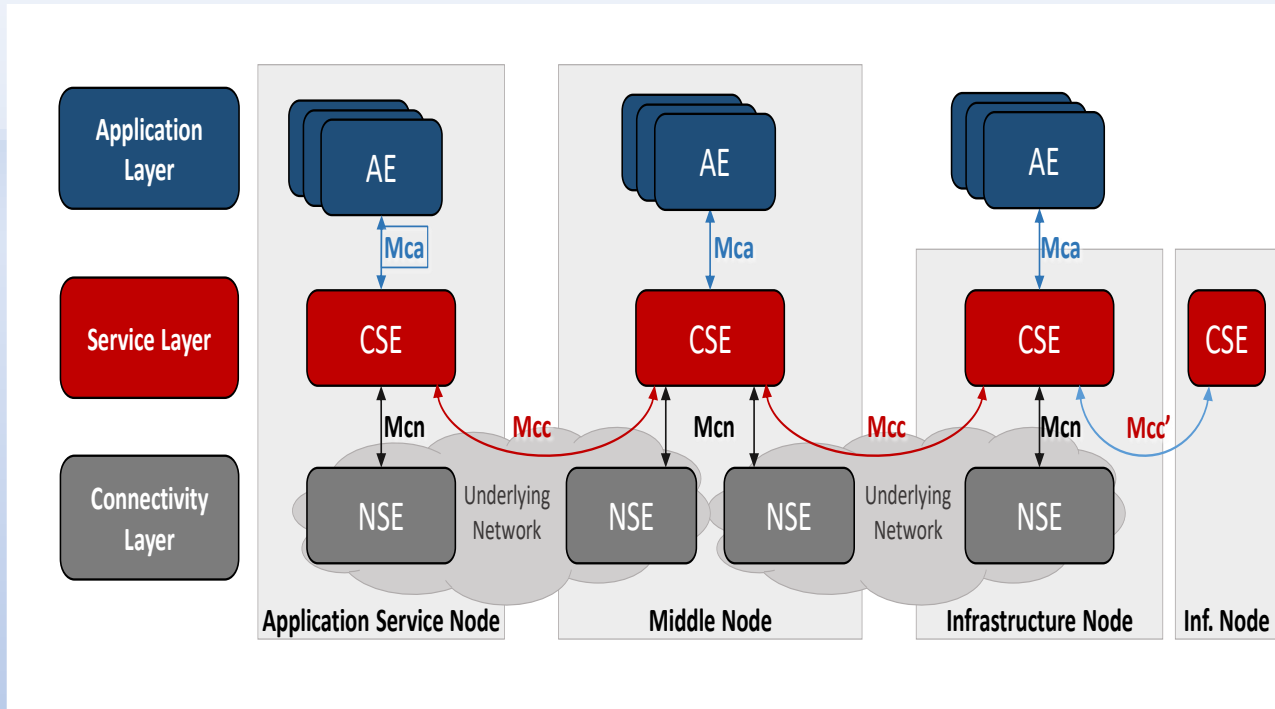 Application
Layer
AE
AE
AE
Mca
Mca
Mca
Service Layer
CSE
CSE
CSE
CSE
Mcn
Mcc
Mcn
Mcc
Mcn
Mcc’
Connectivity
Layer
NSE
Underlying
Network
NSE
NSE
Underlying
Network
NSE
Application Service Node
Middle Node
Infrastructure Node
Inf. Node